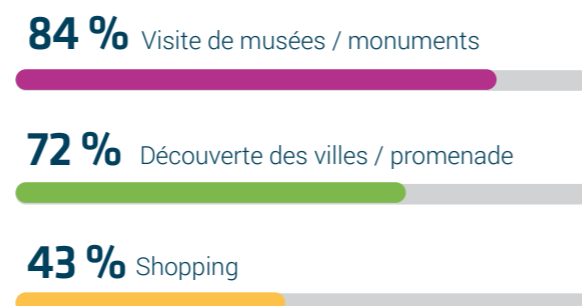 84 % Visite de musées / monuments
72 % Découverte des villes / promenade
43 % Shopping